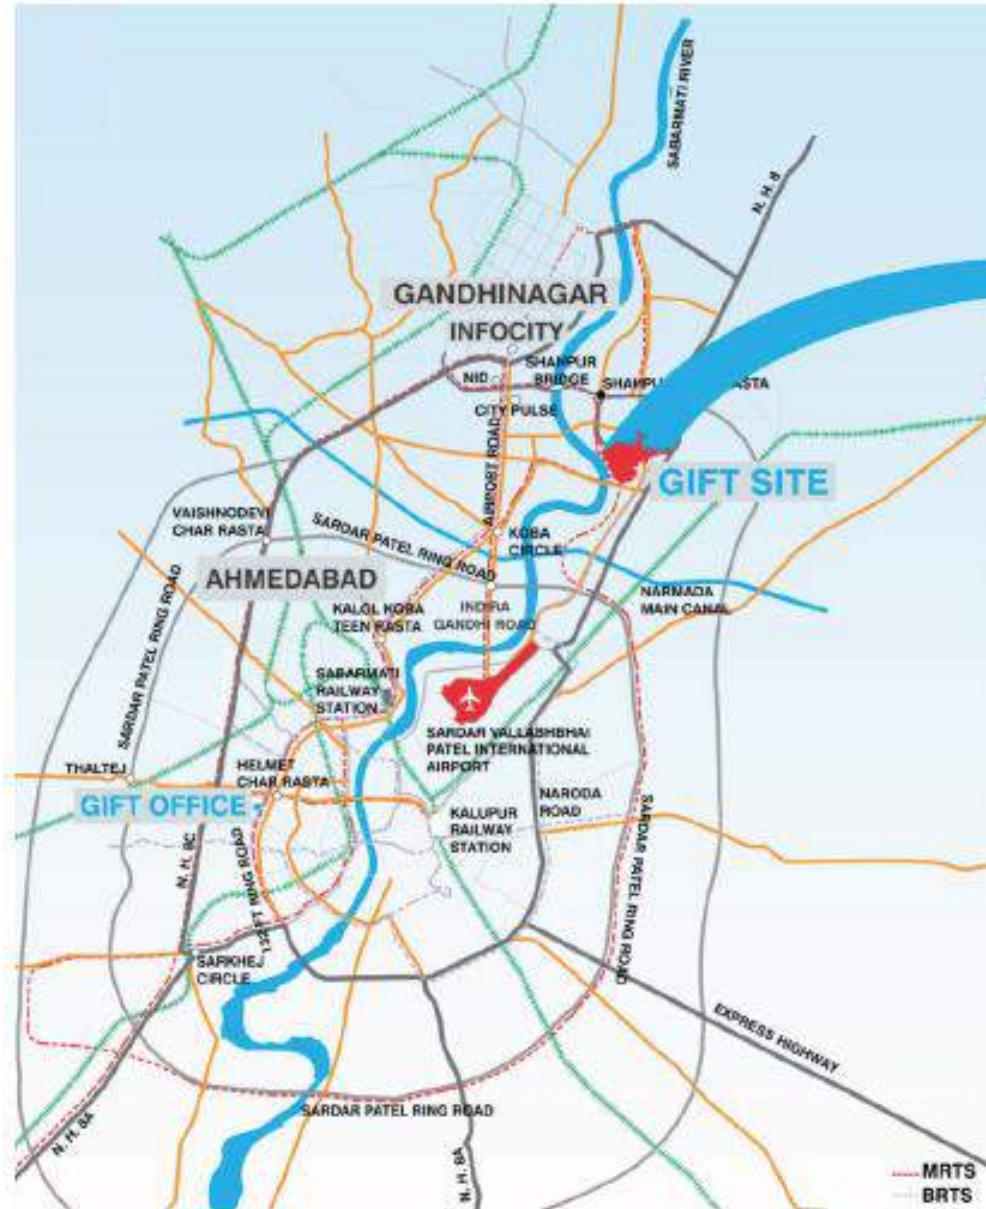 SABARMATI RIVER
N. H. 8
GANDHINAGAR
INFOCITY
SHAHPUR
BRIDGE
NID
CITY PULSE
AIRPORT ROAD
GIFT SITE
VAISHNODEVI
CHAR RASTA
SARDAR PATEL RING ROAD
KOBA
CIRCLE
AHMEDABAD
KALOL KOBA
TEEN RASTA
INDIRA
GANDHI ROAD
NARMADA
MAIN CANAL
SARDAR PATEL RING ROAD
SABARMATI
RAILWAY
STATION
SARDAR VALLABHBHAI
PATEL INTERNATIONAL
AIRPORT
THALTEJ
HELMET
CHAR RASTA
GIFT OFFICE
NARODA
ROAD
KALUPUR
RAILWAY
STATION
N. H. 8C
132FT RING ROAD
SARDAR PATEL RING ROAD
SARKHEJ
CIRCLE
EXPRESS HIGHWAY
SARDAR PATEL RING ROAD
N. H. 8A
N. H. 8A
MRTS
BRTS